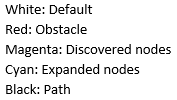 White: Default
Red: Obstacle
Magenta: Discovered nodes
Cyan: Expanded nodes
Black: Path